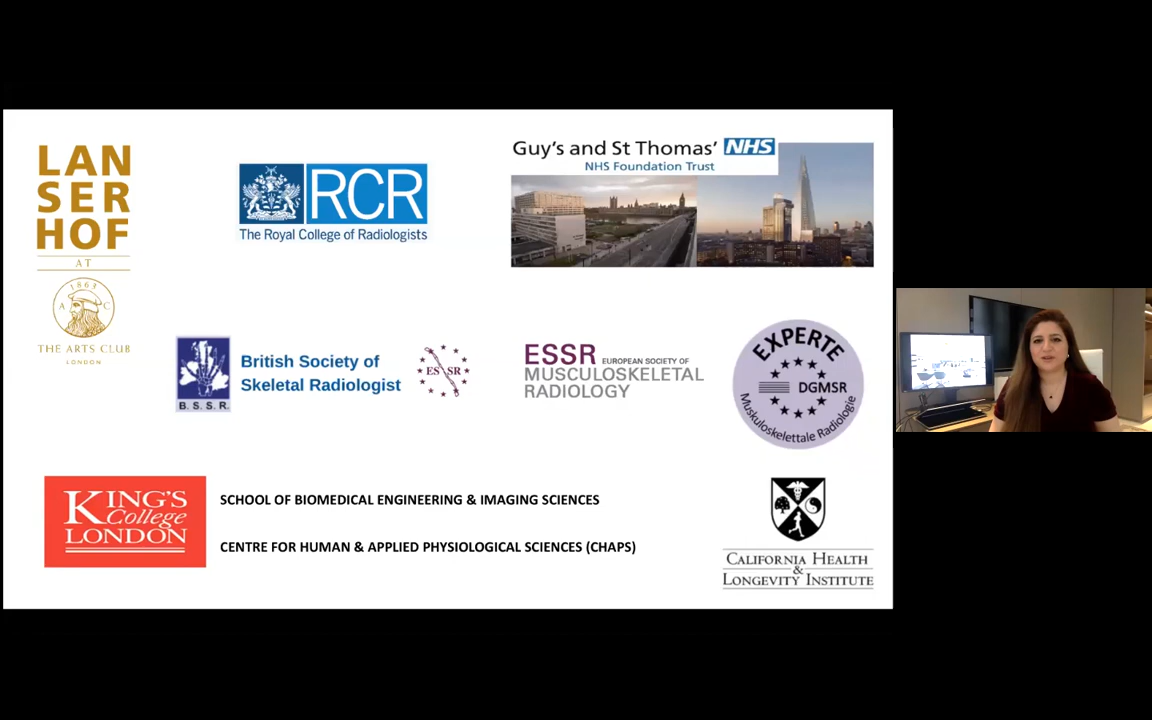 LAN
SER
HOF
AT
1863
A C
THE ARTS CLUB
LONDON
RCR
The Royal College of Radiologists
Guy's and St Thomas' NHS
NHS Foundation Trust
B.S.S.R.
British Society of
Skeletal Radiologist
ESSR
ESSR EUROPEAN SOCIETY OF
MUSCULOSKELETAL
RADIOLOGY
EXPERTE
DGMSR
Muskuloskelettale Radiologie
KING'S
College
LONDON
SCHOOL OF BIOMEDICAL ENGINEERING & IMAGING SCIENCES
CENTRE FOR HUMAN & APPLIED PHYSIOLOGICAL SCIENCES (CHAPS)
CALIFORNIA HEALTH
&
LONGEVITY INSTITUTE